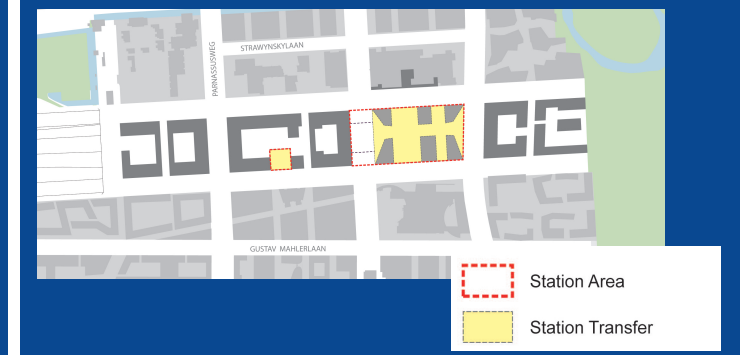 STRAWYNSKYLAAN
PARNASSUSWEG
GUSTAV MAHLERLAAN
Station Area
Station Transfer